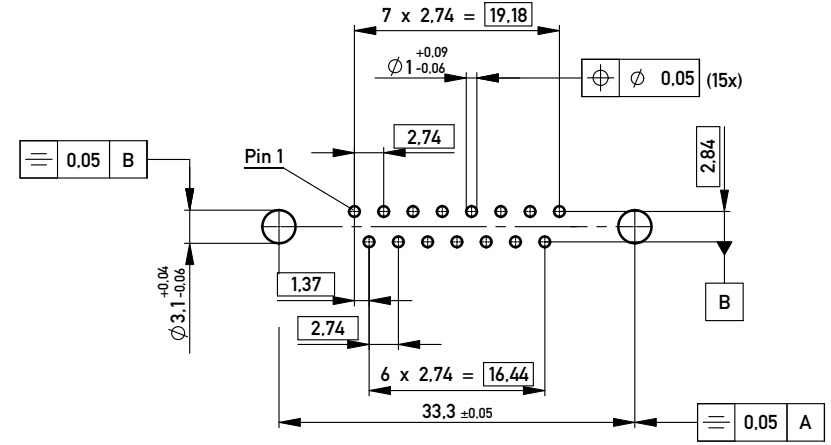 7 x 2,74 = 19,18
Ø1 +0,09 -0,06
⌖ Ø 0,05 (15x)
2,74
2,84
⌯ 0,05 B
Pin 1
Ø3,1 +0,04 -0,06
1,37
B
2,74
6 x 2,74 = 16,44
33,3 ±0,05
⌯ 0,05 A